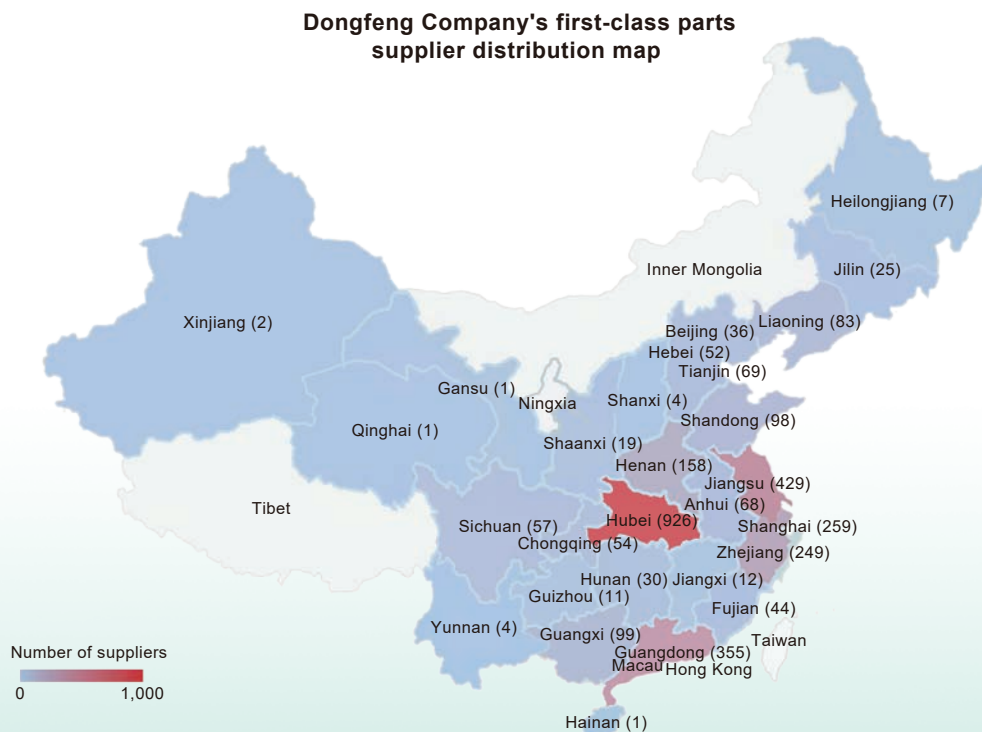 Dongfeng Company's first-class parts
supplier distribution map
Heilongjiang (7)
Inner Mongolia
Jilin (25)
Xinjiang (2)
Liaoning (83)
Beijing (36)
Hebei (52)
Tianjin (69)
Gansu (1)
Ningxia
Shanxi (4)
Shandong (98)
Qinghai (1)
Shaanxi (19)
Henan (158)
Jiangsu (429)
Anhui (68)
Tibet
Sichuan (57)
Hubei (926)
Shanghai (259)
Chongqing (54)
Zhejiang (249)
Hunan (30)
Jiangxi (12)
Guizhou (11)
Fujian (44)
Yunnan (4)
Guangxi (99)
Taiwan
Guangdong (355)
Macau
Hong Kong
Number of suppliers
0
1,000
Hainan (1)